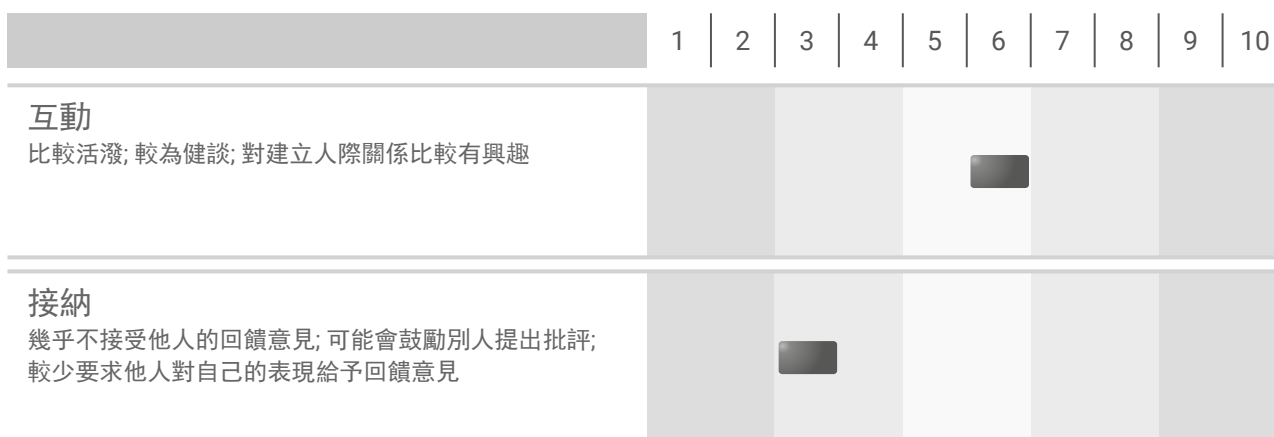 1 2 3 4 5 6 7 8 9 10
互動
比較活潑; 較為健談; 對建立人際關係比較有興趣
接納
幾乎不接受他人的回饋意見; 可能會鼓勵別人提出批評;
較少要求他人對自己的表現給予回饋意見